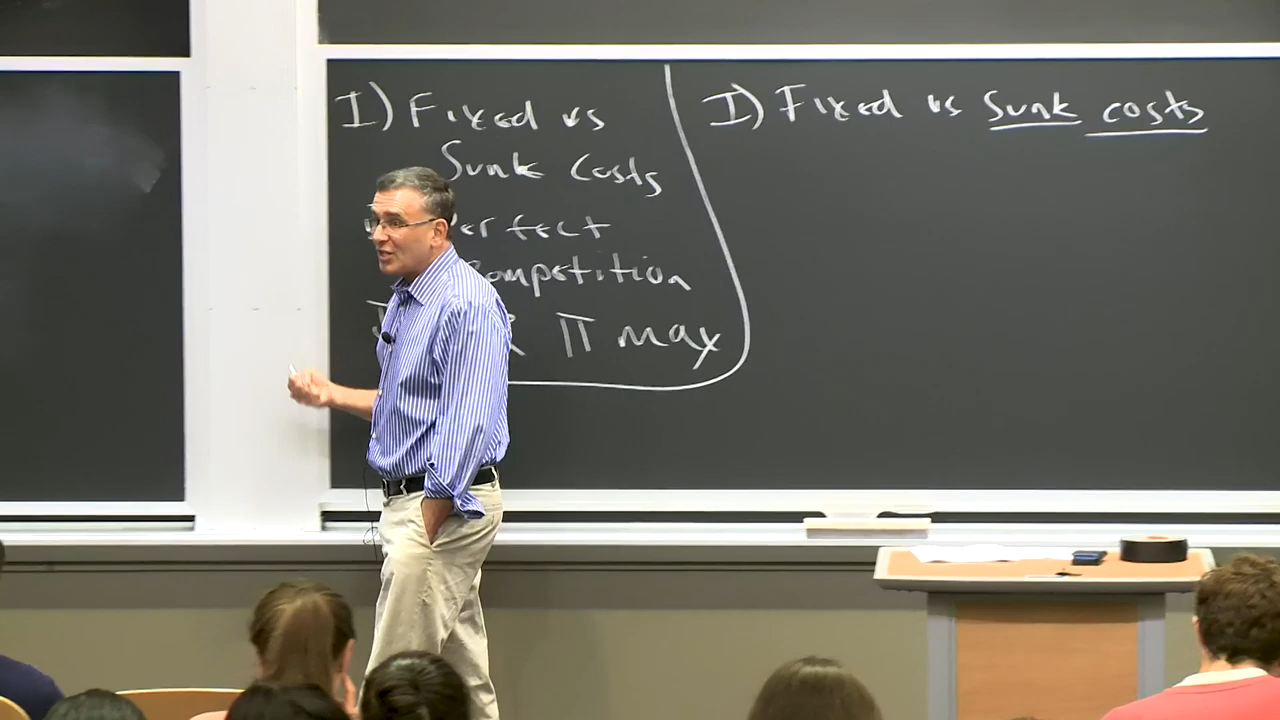 I) Fixed vs
Sunk Costs
erfect
ompetition
π max
I) Fixed vs Sunk costs